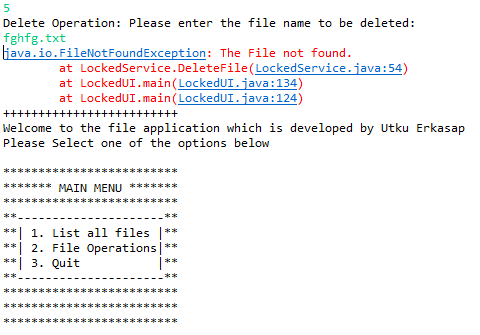 5
Delete Operation: Please enter the file name to be deleted:
fghfg.txt
java.io.FileNotFoundException: The File not found.
        at LockedService.DeleteFile(LockedService.java:54)
        at LockedUI.main(LockedUI.java:134)
        at LockedUI.main(LockedUI.java:124)
+++++++++++++++++++++++++
Welcome to the file application which is developed by Utku Erkasap
Please Select one of the options below

*************************
******* MAIN MENU *******
*************************
**---------------------**
**| 1. List all files |**
**| 2. File Operations|**
**| 3. Quit           |**
**---------------------**
*************************
*************************
*************************